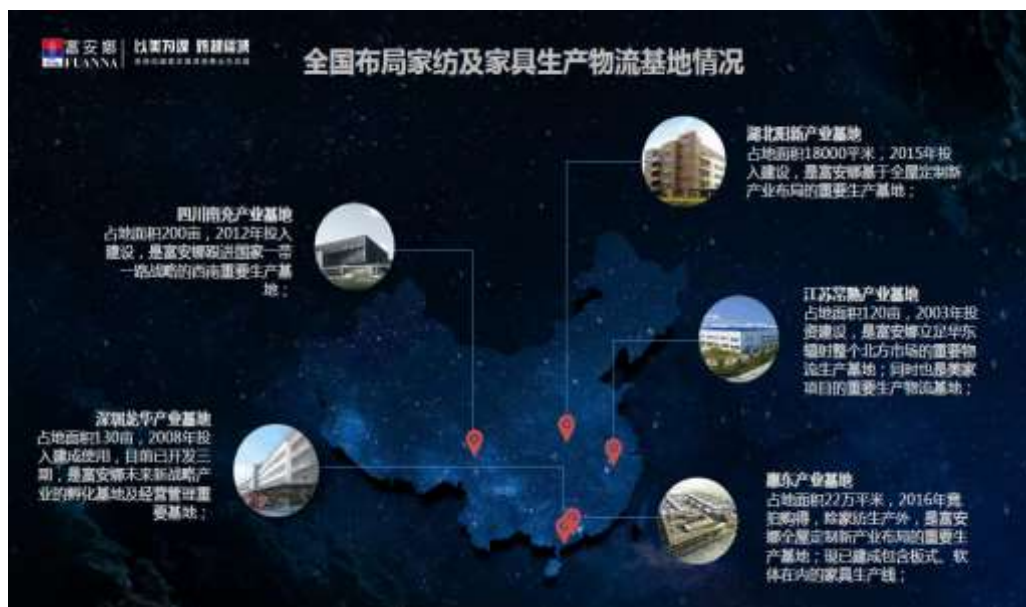 富安娜
FUANNA
全国布局家纺及家具生产物流基地情况
湖北阳新产业基地
占地面积18000平米，2015年投
入建设，是富安娜基于全屋定制新
产业布局的重要生产基地；
四川南充产业基地
占地面积200亩，2012年投入
建设，是富安娜跟进国家一带
一路战略的西南重要生产基
地；
江苏常熟产业基地
占地面积120亩，2003年投
资建设，是富安娜立足华东
辐射整个北方市场的重要物
流生产基地；同时也是美家
项目的重要生产物流基地；
深圳龙华产业基地
占地面积130亩，2008年投
入建成使用，目前已开发三
期，是富安娜未来新战略产
业的孵化基地及经营管理重
要基地；
惠东产业基地
占地面积22万平米，2016年竞
拍购得，除家纺生产外，是富安
娜全屋定制新产业布局的重要生
产基地；现已建成包含板式、软
体在内的家具生产线；